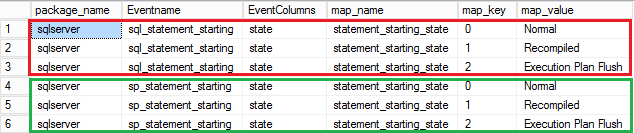 package_name Eventname EventColumns map_name map_key map_value
1 sqlserver sql_statement_starting state statement_starting_state 0 Normal
2 sqlserver sql_statement_starting state statement_starting_state 1 Recompiled
3 sqlserver sql_statement_starting state statement_starting_state 2 Execution Plan Flush
4 sqlserver sp_statement_starting state statement_starting_state 0 Normal
5 sqlserver sp_statement_starting state statement_starting_state 1 Recompiled
6 sqlserver sp_statement_starting state statement_starting_state 2 Execution Plan Flush